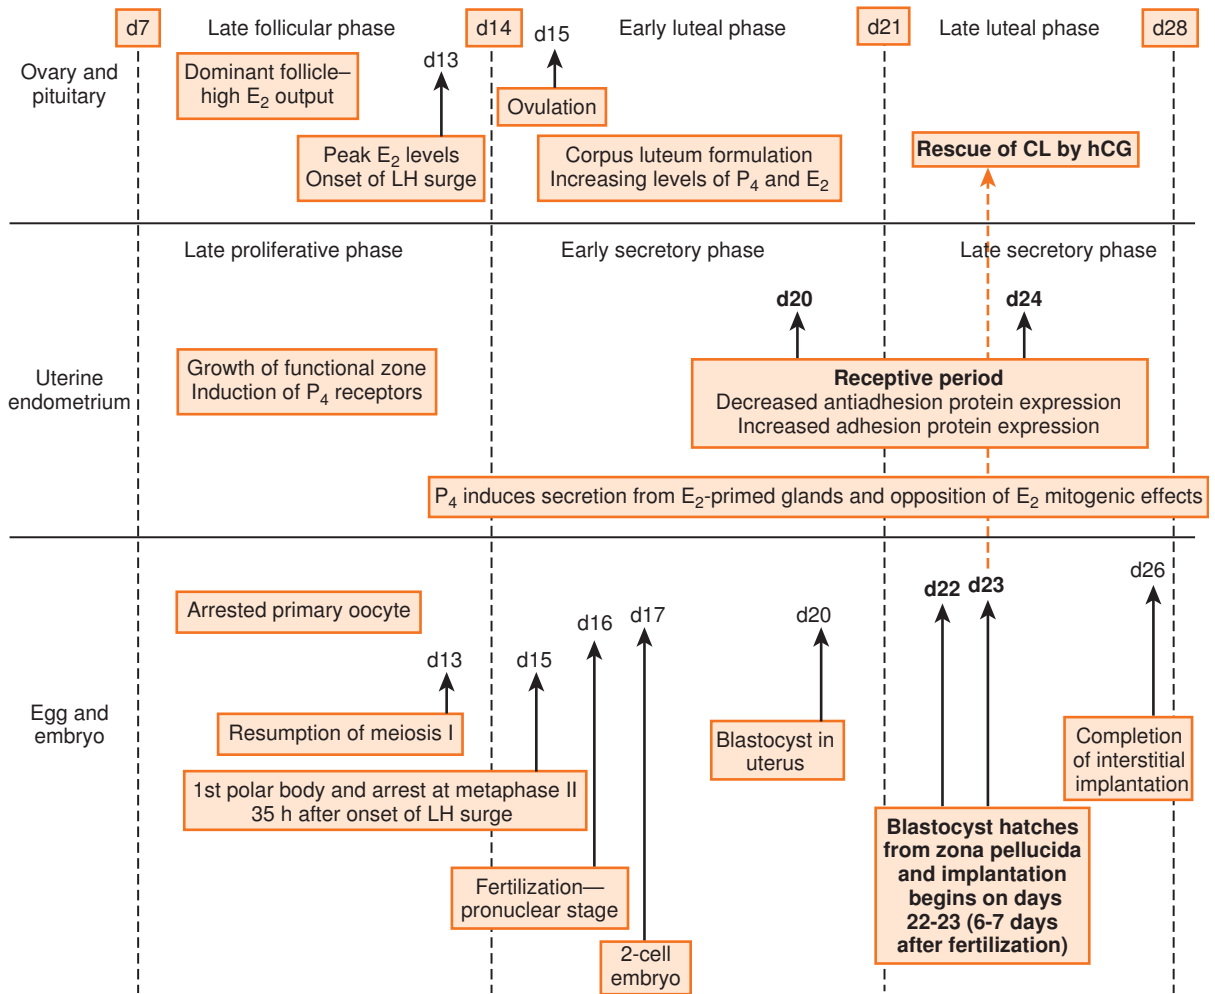 d7
Late follicular phase
d14
Early luteal phase
d21
Late luteal phase
d28
Ovary and
pituitary
Dominant follicle–
high E₂ output
d13
Peak E₂ levels
Onset of LH surge
d15
Ovulation
Corpus luteum formulation
Increasing levels of P₄ and E₂
Rescue of CL by hCG
Late proliferative phase
Early secretory phase
Late secretory phase
Uterine
endometrium
Growth of functional zone
Induction of P₄ receptors
d20
d24
Receptive period
Decreased antiadhesion protein expression
Increased adhesion protein expression
P₄ induces secretion from E₂-primed glands and opposition of E₂ mitogenic effects
Egg and
embryo
Arrested primary oocyte
d13
Resumption of meiosis I
d15
1st polar body and arrest at metaphase II
35 h after onset of LH surge
d16
Fertilization—
pronuclear stage
d17
2-cell
embryo
d20
Blastocyst in
uterus
d22
d23
Blastocyst hatches
from zona pellucida
and implantation
begins on days
22-23 (6-7 days
after fertilization)
d26
Completion
of interstitial
implantation